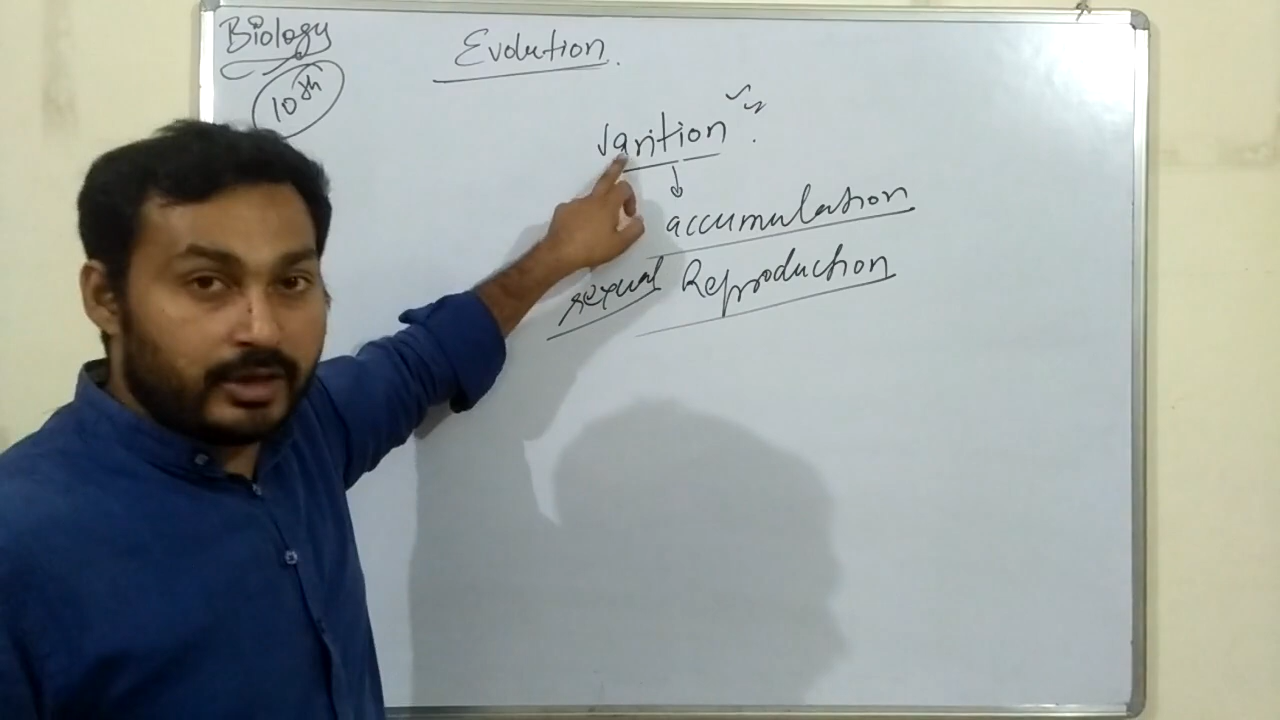 Biology
10th
Evolution.
varition
accumulation
sexual Reproduction